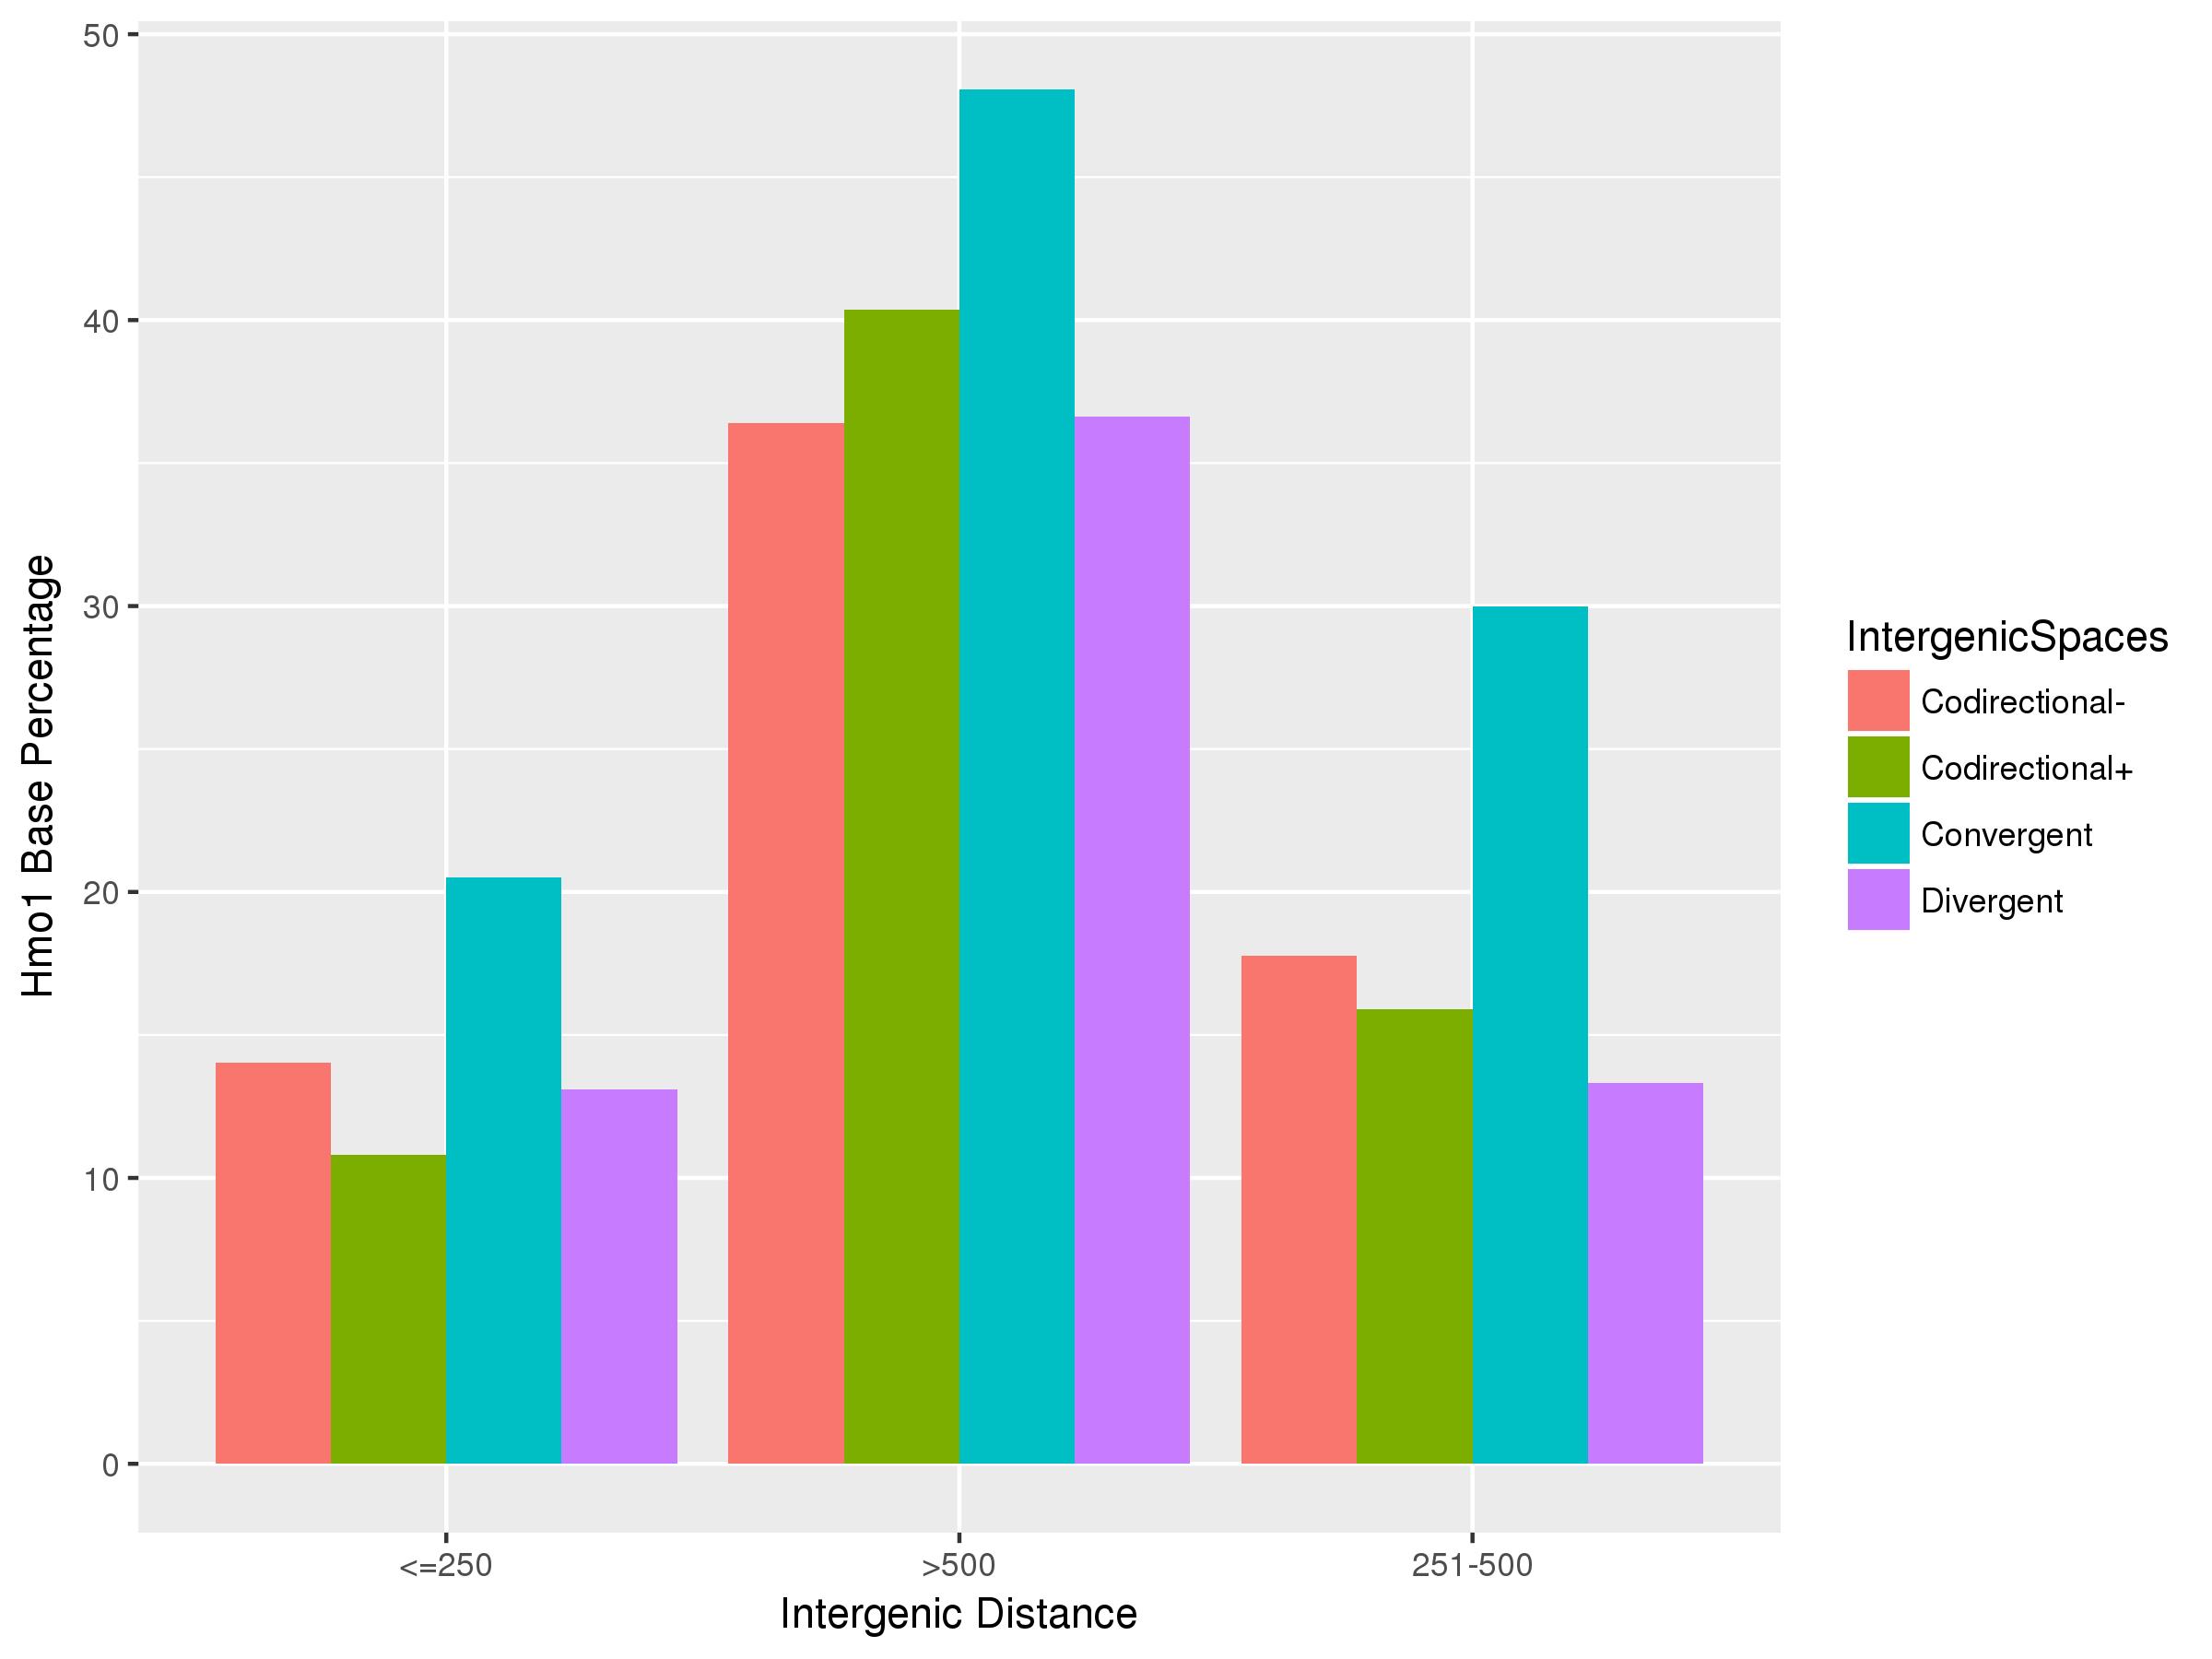 Hmo1 Base Percentage
50
40
30
20
10
0
<=250
>500
251-500
Intergenic Distance
IntergenicSpaces
Codirectional-
Codirectional+
Convergent
Divergent